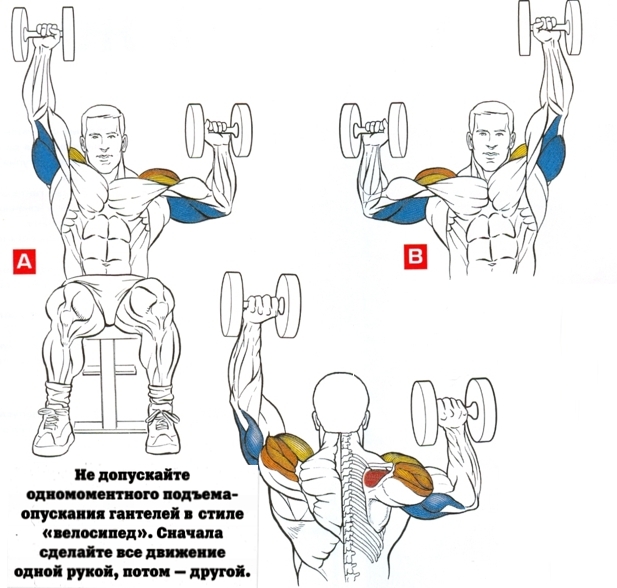 A
B
Не допускайте
одномоментного подъема-
опускания гантелей в стиле
«велосипед». Сначала
сделайте все движение
одной рукой, потом — другой.